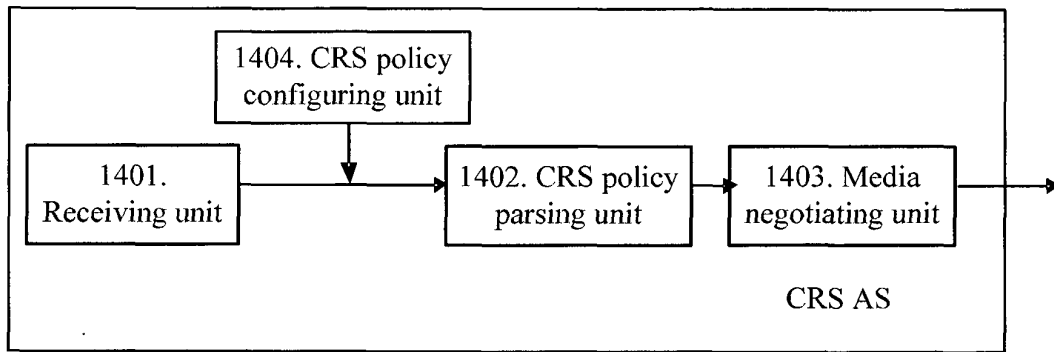 1404. CRS policy
configuring unit
1401.
Receiving unit
1402. CRS policy
parsing unit
1403. Media
negotiating unit
CRS AS